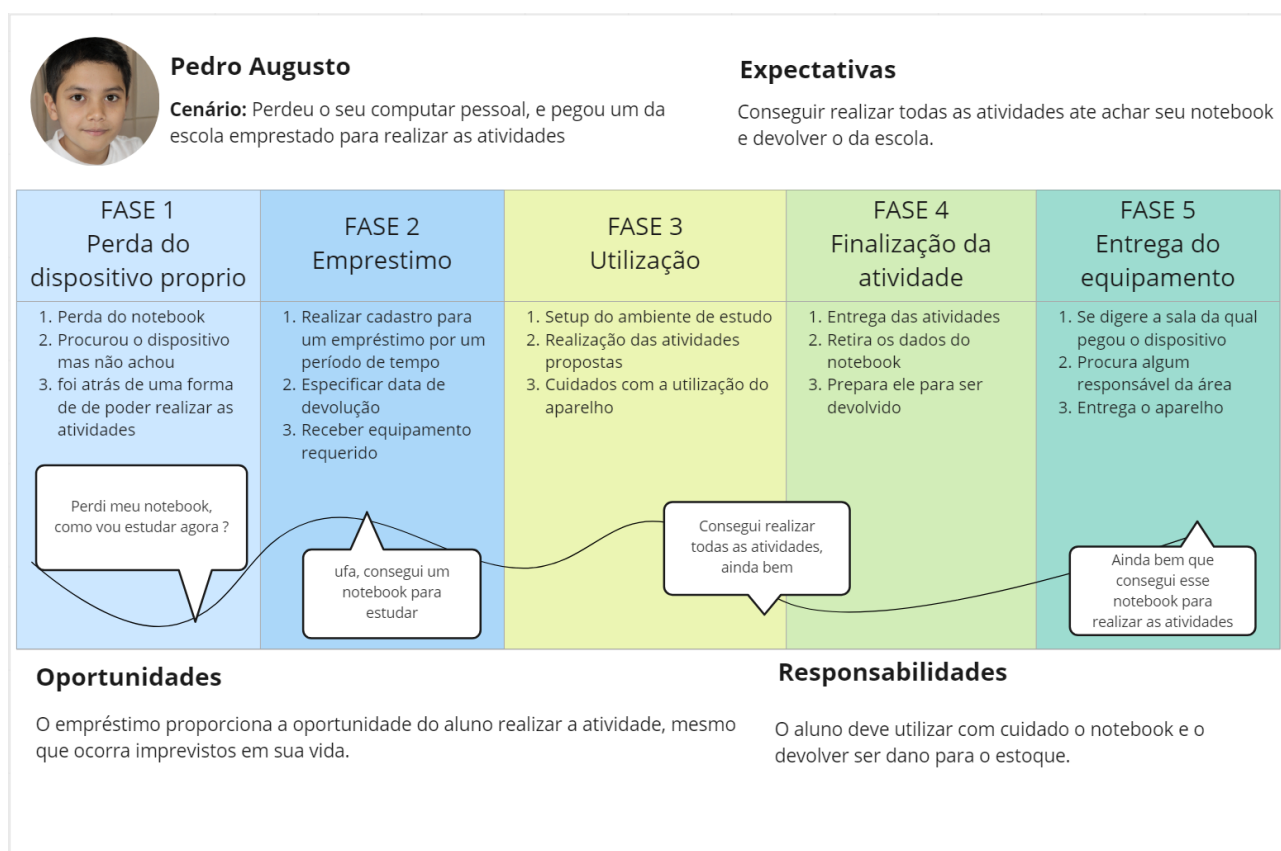 Pedro Augusto
Cenário: Perdeu o seu computar pessoal, e pegou um da
escola emprestado para realizar as atividades
Expectativas
Conseguir realizar todas as atividades ate achar seu notebook
e devolver o da escola.
FASE 1
Perda do
dispositivo proprio
FASE 2
Emprestimo
FASE 3
Utilização
FASE 4
Finalização da
atividade
FASE 5
Entrega do
equipamento
1. Perda do notebook
2. Procurou o dispositivo
mas não achou
3. foi atrás de uma forma
de de poder realizar as
atividades
1. Realizar cadastro para
um empréstimo por um
período de tempo
2. Especificar data de
devolução
3. Receber equipamento
requerido
1. Setup do ambiente de estudo
2. Realização das atividades
propostas
3. Cuidados com a utilização do
aparelho
1. Entrega das atividades
2. Retira os dados do
notebook
3. Prepara ele para ser
devolvido
1. Se digere a sala da qual
pegou o dispositivo
2. Procura algum
responsável da área
3. Entrega o aparelho
Perdi meu notebook,
como vou estudar agora ?
ufa, consegui um
notebook para
estudar
Consegui realizar
todas as atividades,
ainda bem
Ainda bem que
consegui esse
notebook para
realizar as atividades
Oportunidades
O empréstimo proporciona a oportunidade do aluno realizar a atividade, mesmo
que ocorra imprevistos em sua vida.
Responsabilidades
O aluno deve utilizar com cuidado o notebook e o
devolver ser dano para o estoque.